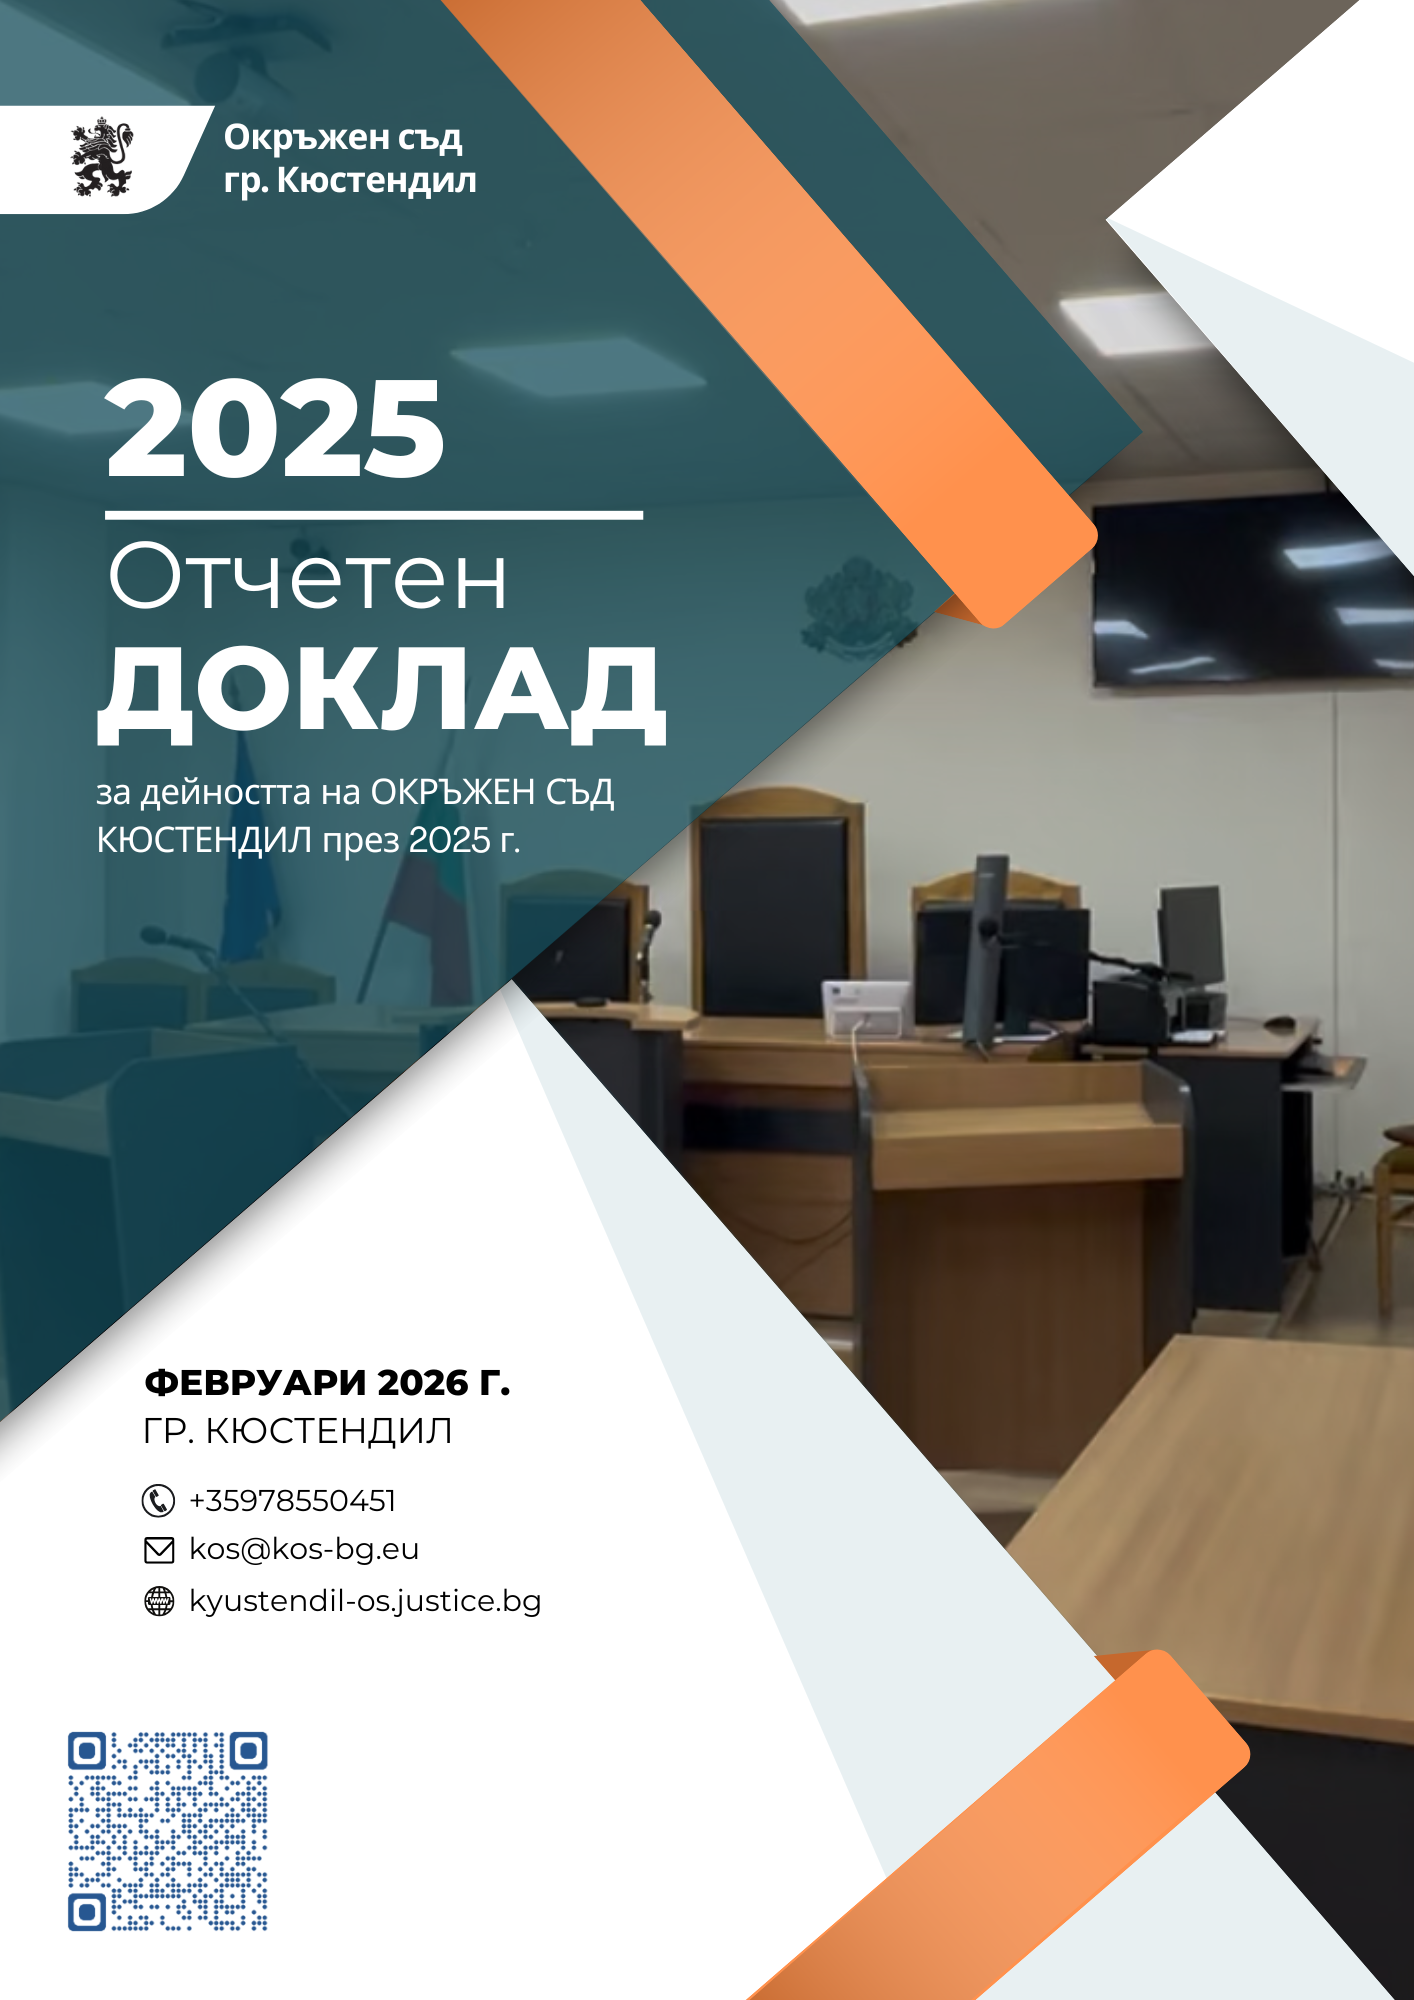 Окръжен съд
гр. Кюстендил
2025
Отчетен
ДОКЛАД
за дейността на ОКРЪЖЕН СЪД
КЮСТЕНДИЛ през 2025 г.
ФЕВРУАРИ 2026 Г.
ГР. КЮСТЕНДИЛ
+35978550451
kos@kos-bg.eu
kyustendil-os.justice.bg